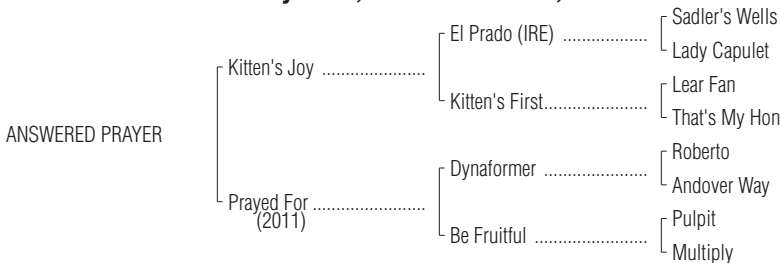 Sadler's Wells
El Prado (IRE) ..................
Lady Capulet
Kitten's Joy ......................
Lear Fan
Kitten's First......................
That's My Hon
ANSWERED PRAYER
Roberto
Dynaformer ......................
Andover Way
Prayed For ........................
(2011)
Pulpit
Be Fruitful ........................
Multiply